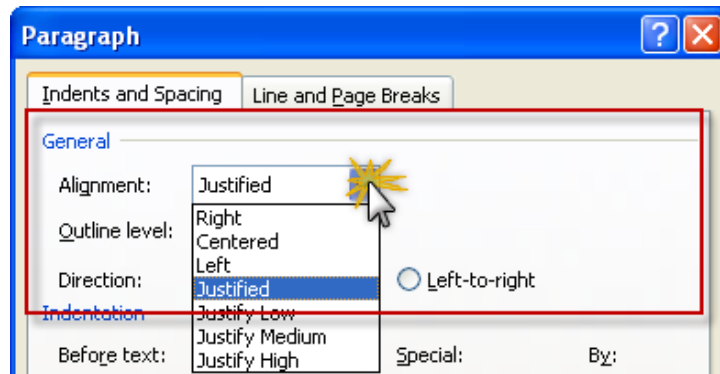 Paragraph
Indents and Spacing
Line and Page Breaks
General
Alignment: Justified
Right
Outline level:
Centered
Left
Direction:
Justified
Left-to-right
Indentation
Justify Low
Justify Medium
Before text:
Justify High
Special:
By: